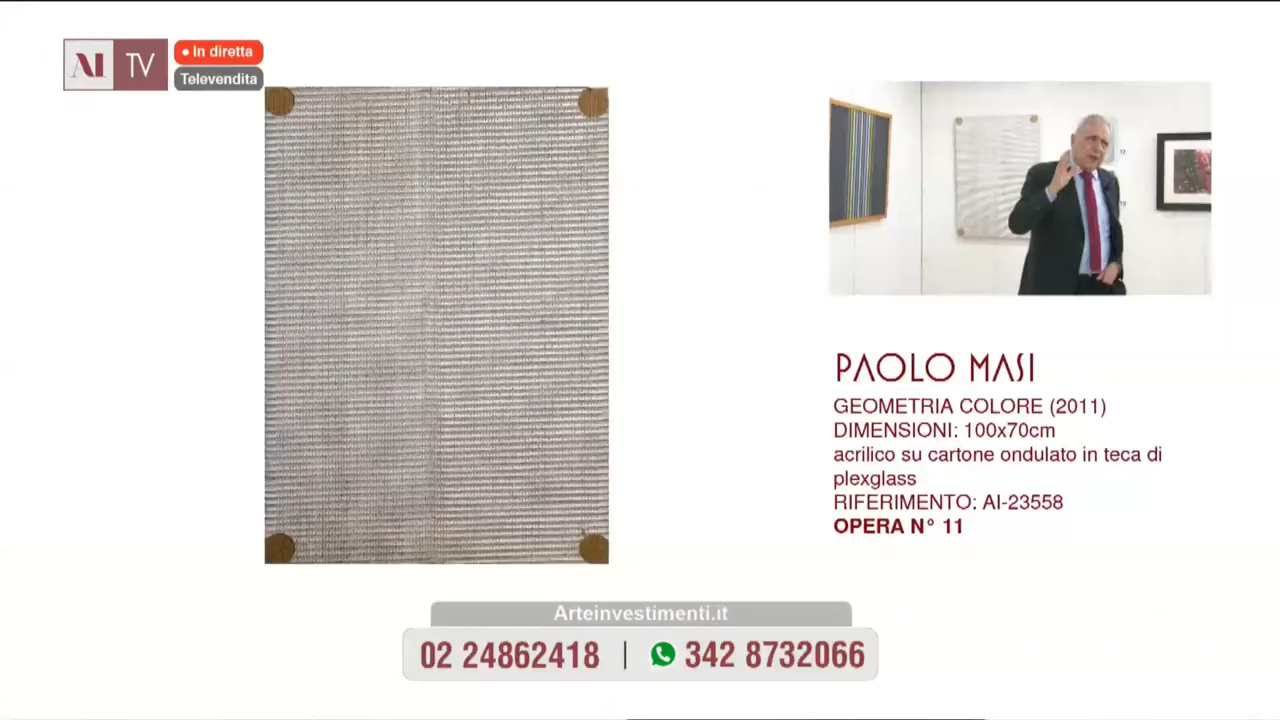 AI TV
• In diretta
Televendita
PAOLO MASI
GEOMETRIA COLORE (2011)
DIMENSIONI: 100x70cm
acrilico su cartone ondulato in teca di
plexglass
RIFERIMENTO: AI-23558
OPERA N° 11
Arteinvestimenti.it
02 24862418 | 342 8732066